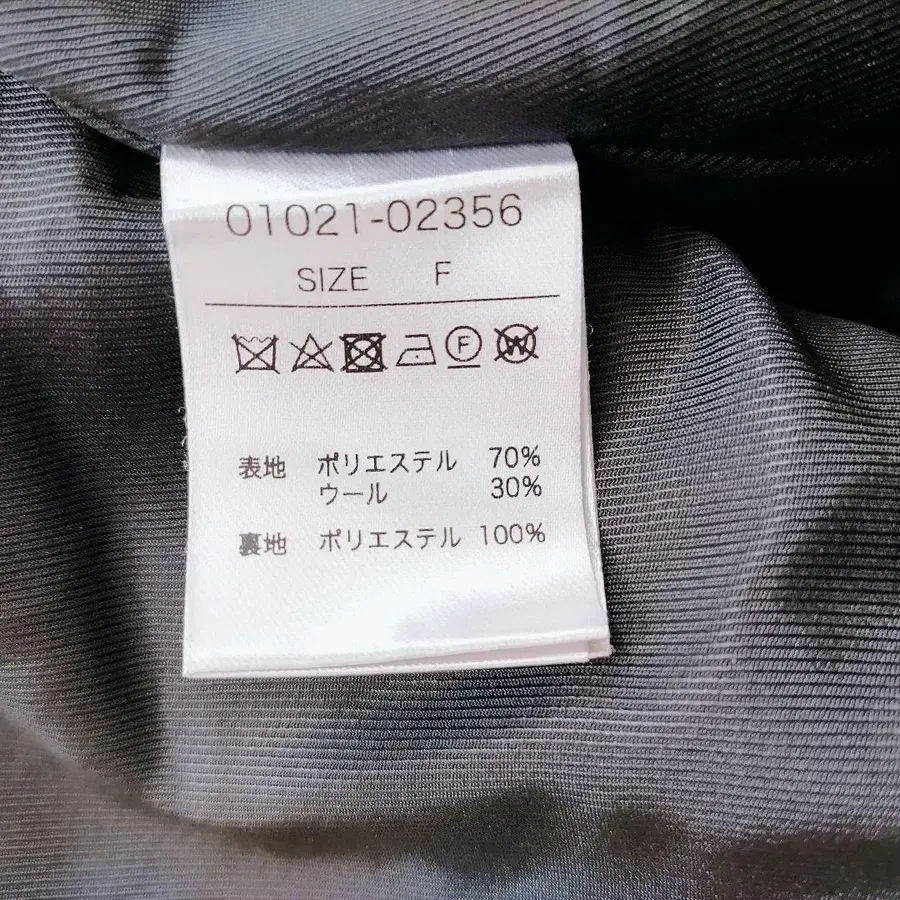 01021-02356
SIZE F
F W
表地 ポリエステル 70%
ウール 30%
裏地 ポリエステル 100%